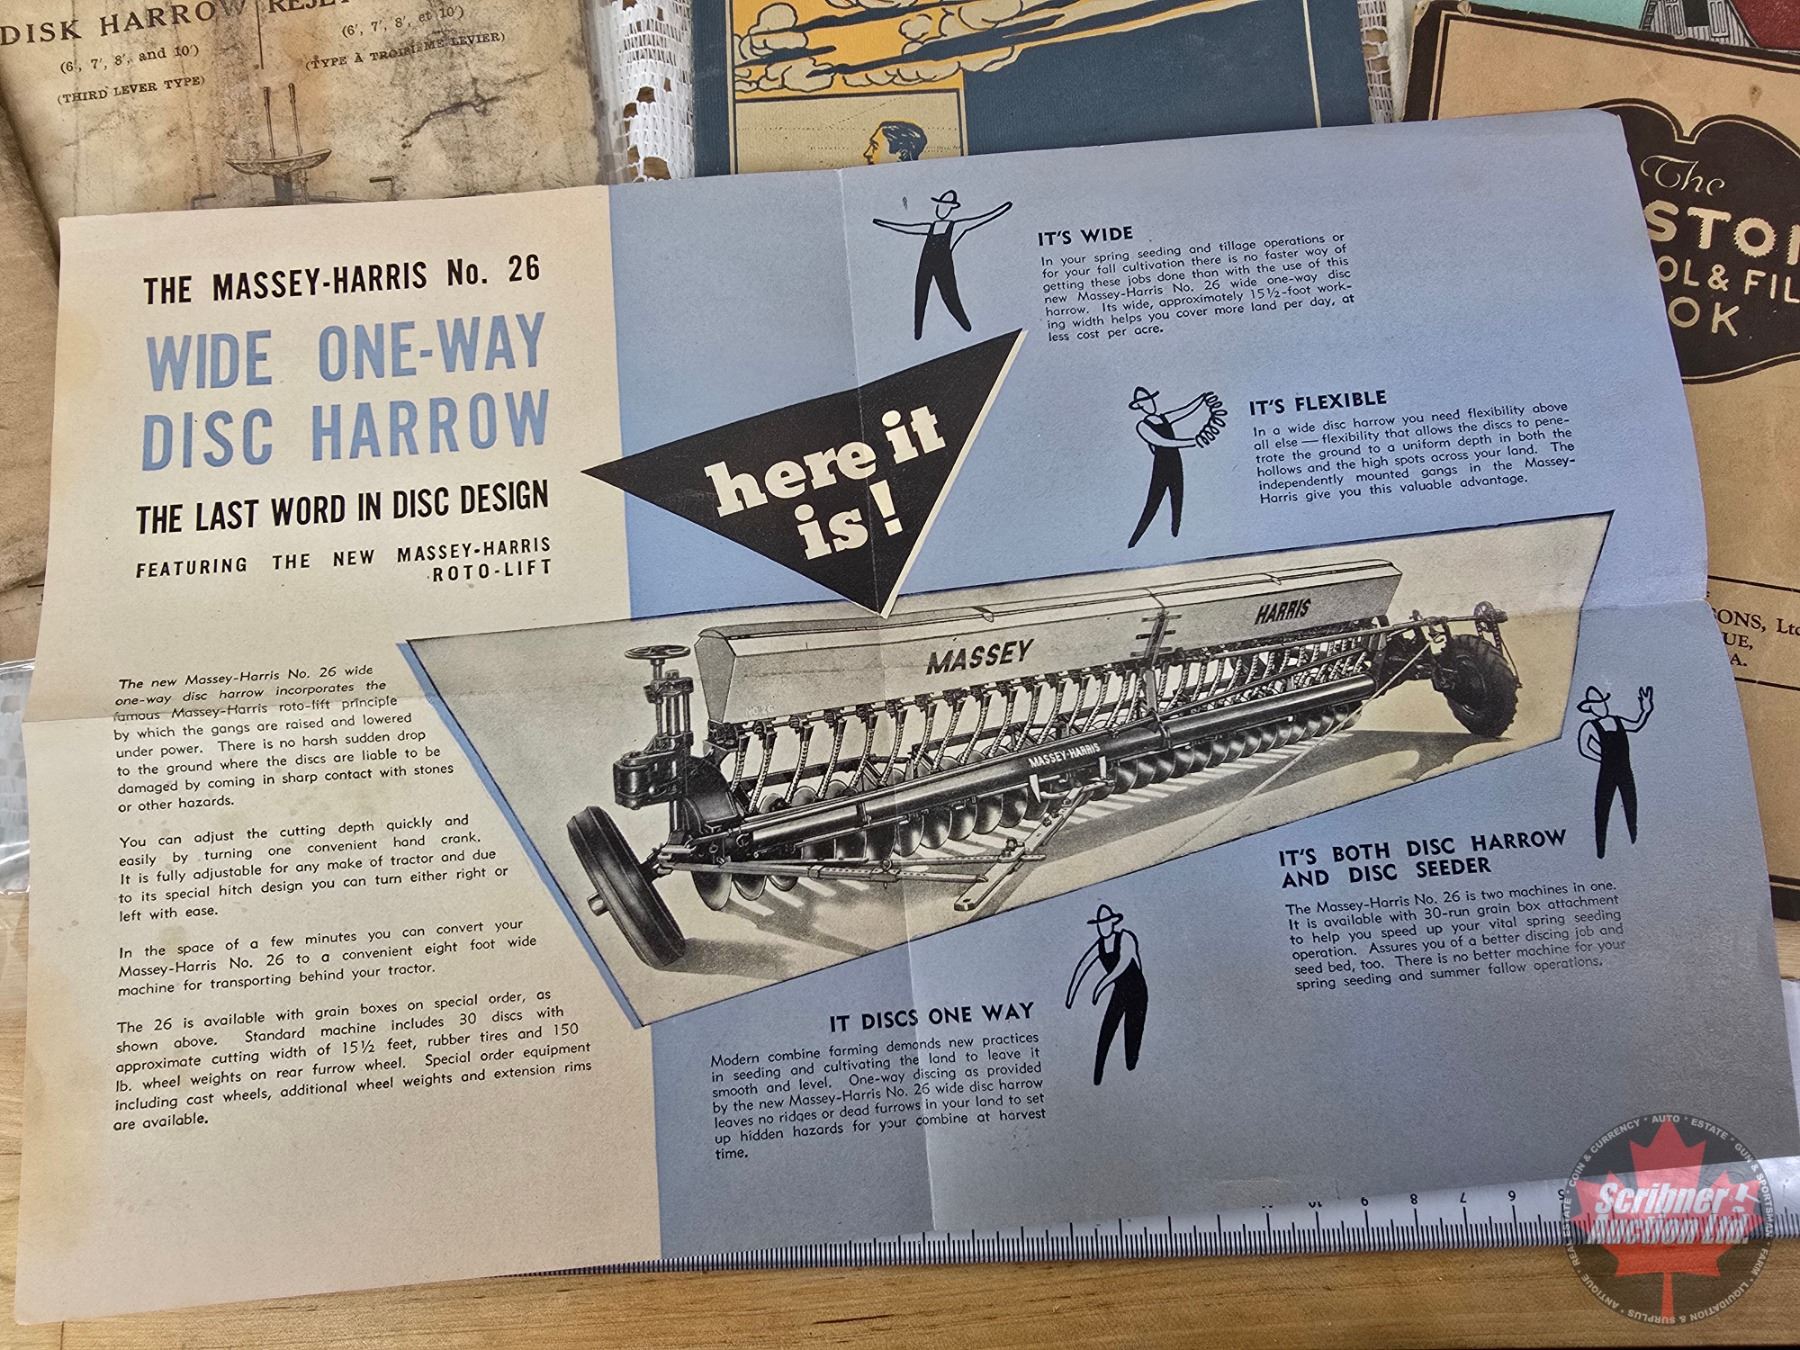 DISK HARROW
(6', 7', 8', and 10')
(THIRD LEVER TYPE)
(6', 7', 8', et 10')
(TYPE À TROISIÈME LEVIER)
The
OK
THE MASSEY-HARRIS No. 26
WIDE ONE-WAY
DISC HARROW
THE LAST WORD IN DISC DESIGN
FEATURING THE NEW MASSEY-HARRIS
ROTO-LIFT
The new Massey-Harris No. 26 wide
one-way disc harrow incorporates the
famous Massey-Harris roto-lift principle
by which the gangs are raised and lowered
under power. There is no harsh sudden drop
to the ground where the discs are liable to be
damaged by coming in sharp contact with stones
or other hazards.
You can adjust the cutting depth quickly and
easily by turning one convenient hand crank.
It is fully adjustable for any make of tractor and due
to its special hitch design you can turn either right or
left with ease.
In the space of a few minutes you can convert your
Massey-Harris No. 26 to a convenient eight foot wide
machine for transporting behind your tractor.
The 26 is available with grain boxes on special order, as
shown above. Standard machine includes 30 discs with
approximate cutting width of 15½ feet, rubber tires and 150
lb. wheel weights on rear furrow wheel. Special order equipment
including cast wheels, additional wheel weights and extension rims
are available.
here it
is!
IT'S WIDE
In your spring seeding and tillage operations or
for your fall cultivation there is no faster way of
getting these jobs done than with the use of this
new Massey-Harris No. 26 wide one-way disc
harrow. Its wide, approximately 15½-foot work-
ing width helps you cover more land per day, at
less cost per acre.
IT'S FLEXIBLE
In a wide disc harrow you need flexibility above
all else — flexibility that allows the discs to pene-
trate the ground to a uniform depth in both the
hollows and the high spots across your land. The
independently mounted gangs in the Massey-
Harris give you this valuable advantage.
MASSEY HARRIS
No 26
MASSEY-HARRIS
IT'S BOTH DISC HARROW
AND DISC SEEDER
The Massey-Harris No. 26 is two machines in one.
It is available with 30-run grain box attachment
to help you speed up your vital spring seeding
operation. Assures you of a better discing job and
seed bed, too. There is no better machine for your
spring seeding and summer fallow operations.
IT DISCS ONE WAY
Modern combine farming demands new practices
in seeding and cultivating the land to leave it
smooth and level. One-way discing as provided
by the new Massey-Harris No. 26 wide disc harrow
leaves no ridges or dead furrows in your land to set
up hidden hazards for your combine at harvest
time.
10 9 8 7 6 5
Scribner
Auction Ltd.
AUTO • ESTATE • GUN & SPORTSMAN • FARM • LIQUIDATION & SURPLUS • ANTIQUE • REAL ESTATE • COIN & CURRENCY